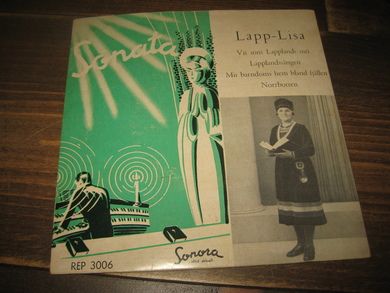 Sonata
Lapp-Lisa
Vit som Lapplands snö
Lapplandssången
Mitt barndoms hem bland fjällen
Norrbotten
REP 3006
Sonora